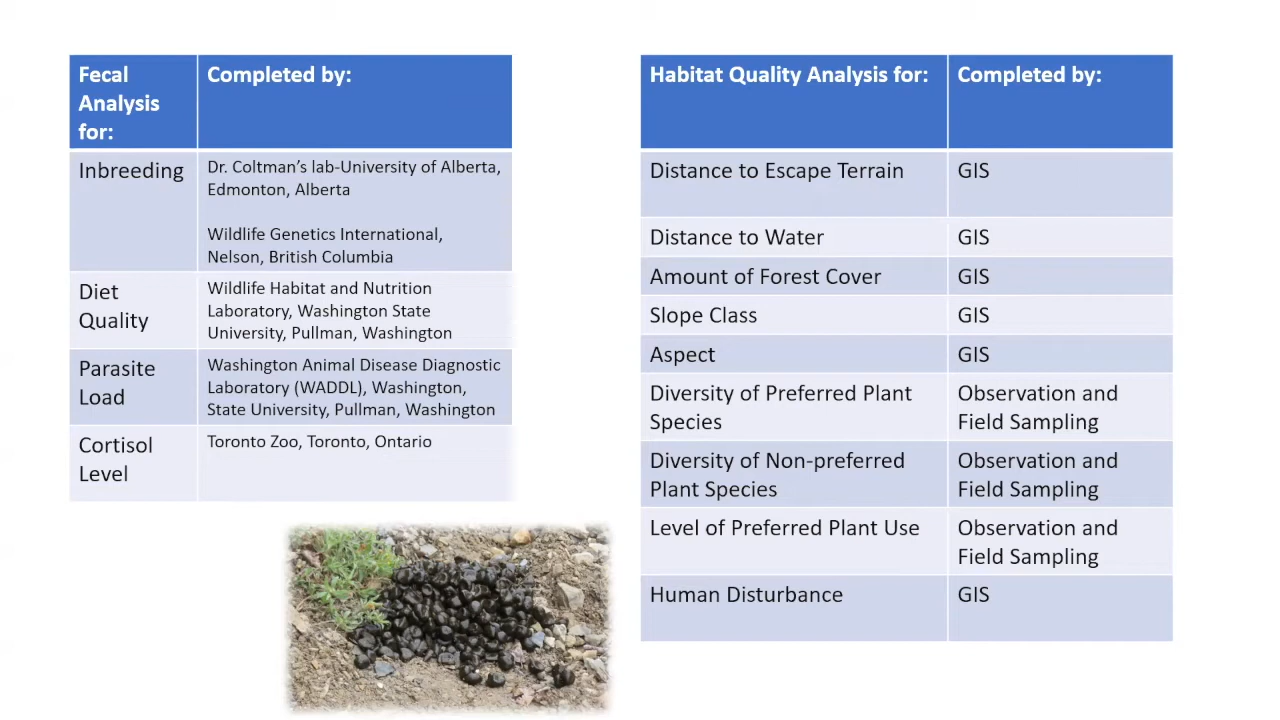 Fecal
Analysis
for:
Completed by:
Inbreeding
Dr. Coltman's lab-University of Alberta,
Edmonton, Alberta
Wildlife Genetics International,
Nelson, British Columbia
Diet
Quality
Wildlife Habitat and Nutrition
Laboratory, Washington State
University, Pullman, Washington
Parasite
Load
Washington Animal Disease Diagnostic
Laboratory (WADDL), Washington,
State University, Pullman, Washington
Cortisol
Level
Toronto Zoo, Toronto, Ontario
Habitat Quality Analysis for:
Completed by:
Distance to Escape Terrain
GIS
Distance to Water
GIS
Amount of Forest Cover
GIS
Slope Class
GIS
Aspect
GIS
Diversity of Preferred Plant
Species
Observation and
Field Sampling
Diversity of Non-preferred
Plant Species
Observation and
Field Sampling
Level of Preferred Plant Use
Observation and
Field Sampling
Human Disturbance
GIS